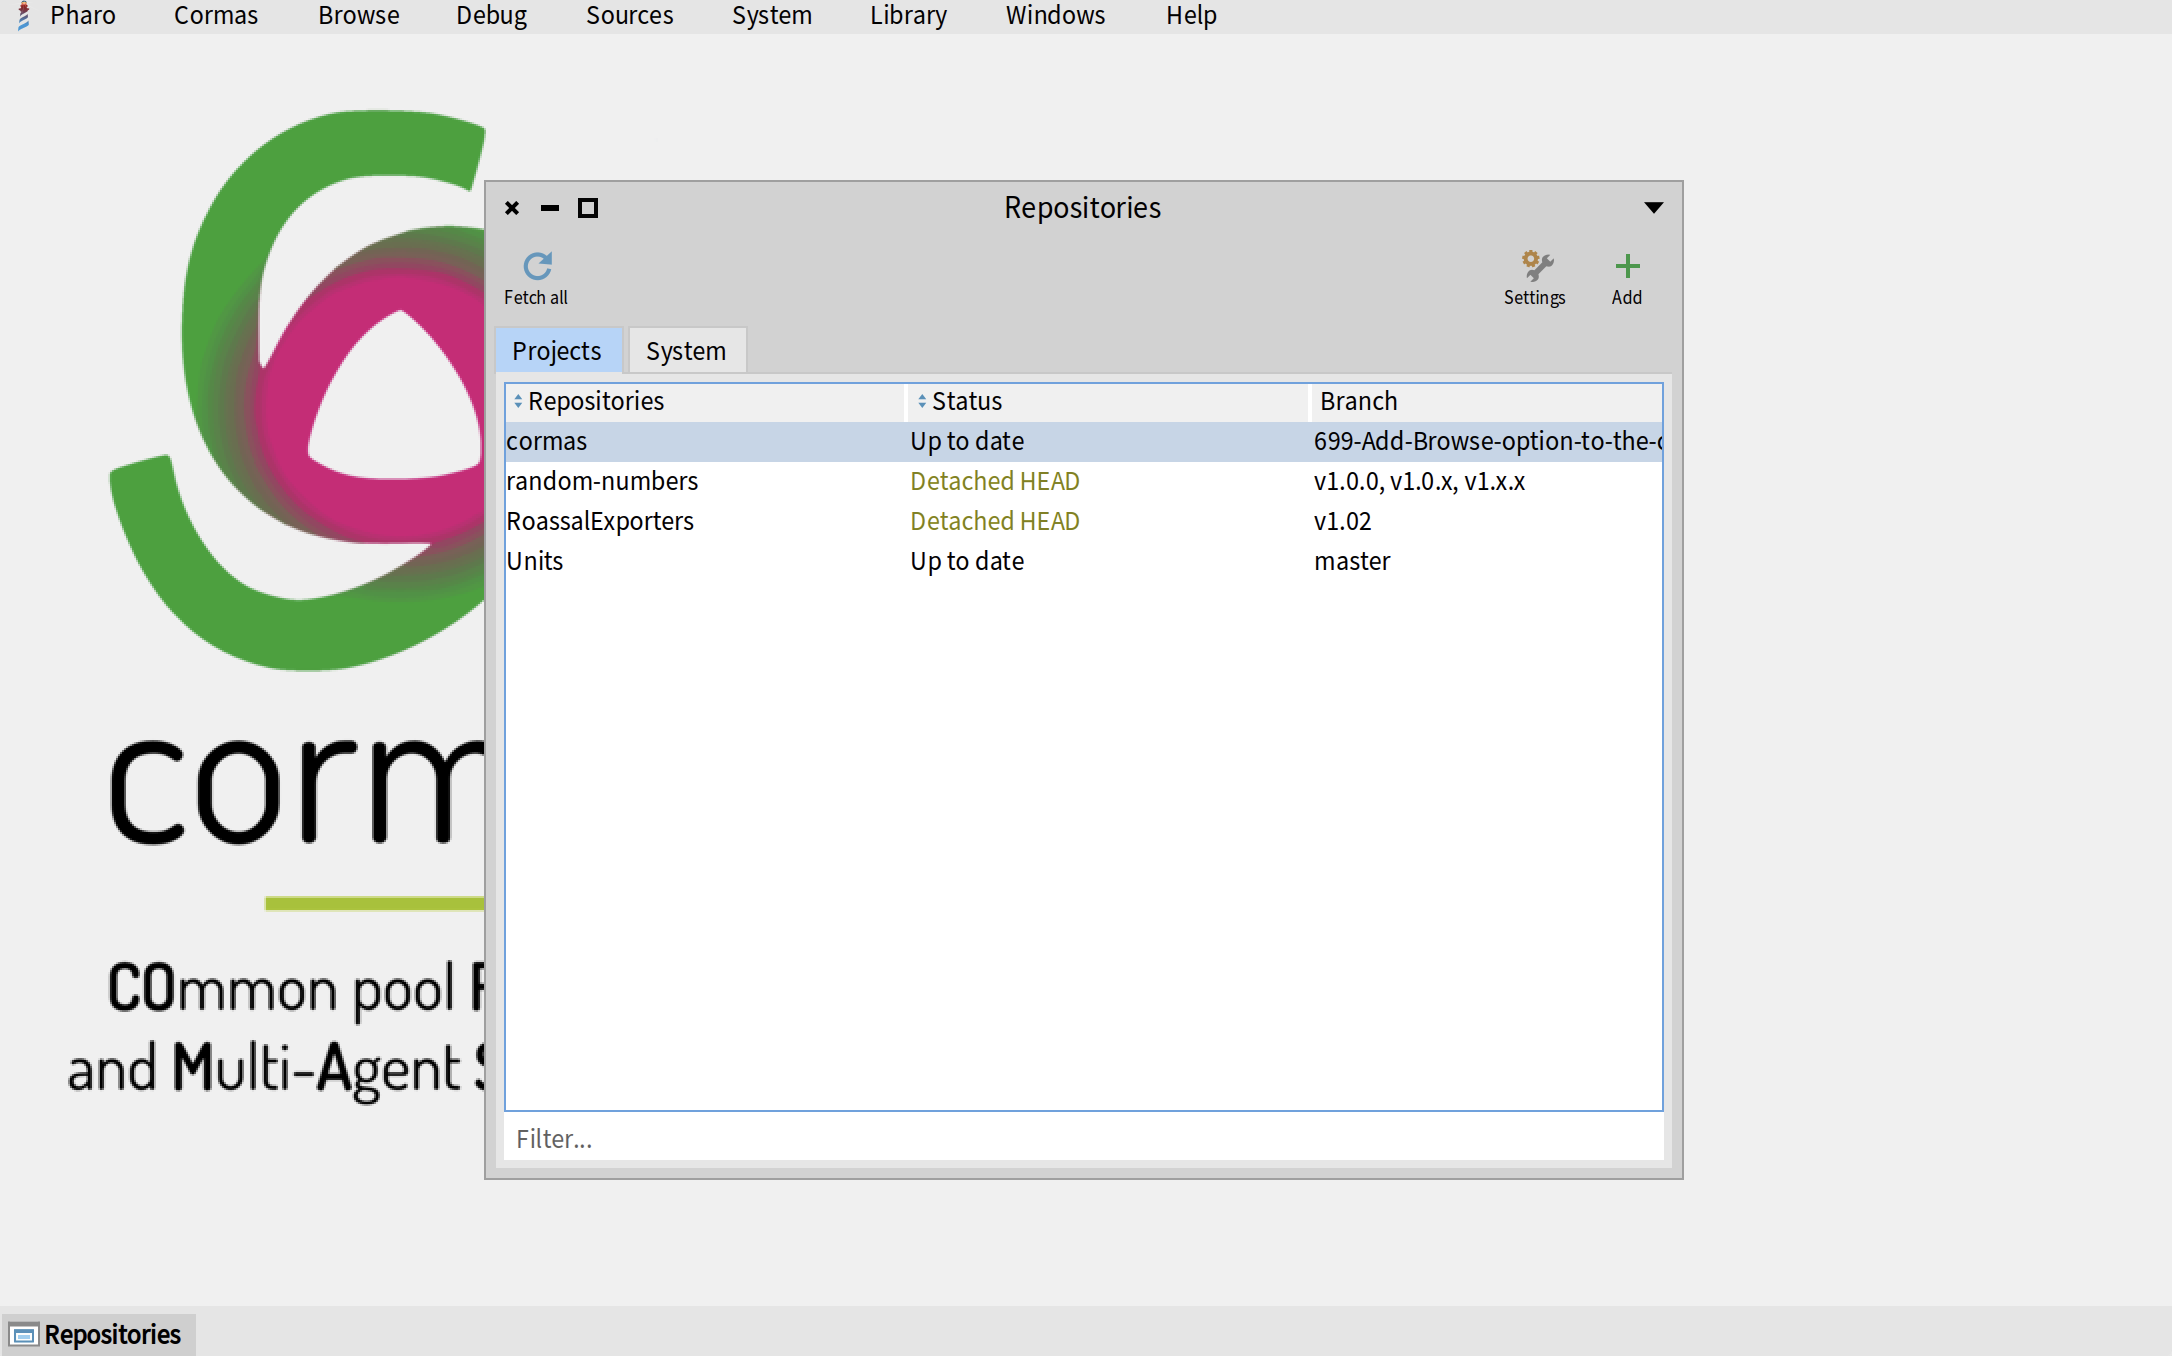 Pharo Cormas Browse Debug Sources System Library Windows Help
Repositories
Fetch all Settings Add
Projects System
Repositories Status Branch
cormas Up to date 699-Add-Browse-option-to-the-
random-numbers Detached HEAD v1.0.0, v1.0.x, v1.x.x
RoassalExporters Detached HEAD v1.02
Units Up to date master
Filter...
corm
COmmon pool
and Multi-Agent
Repositories